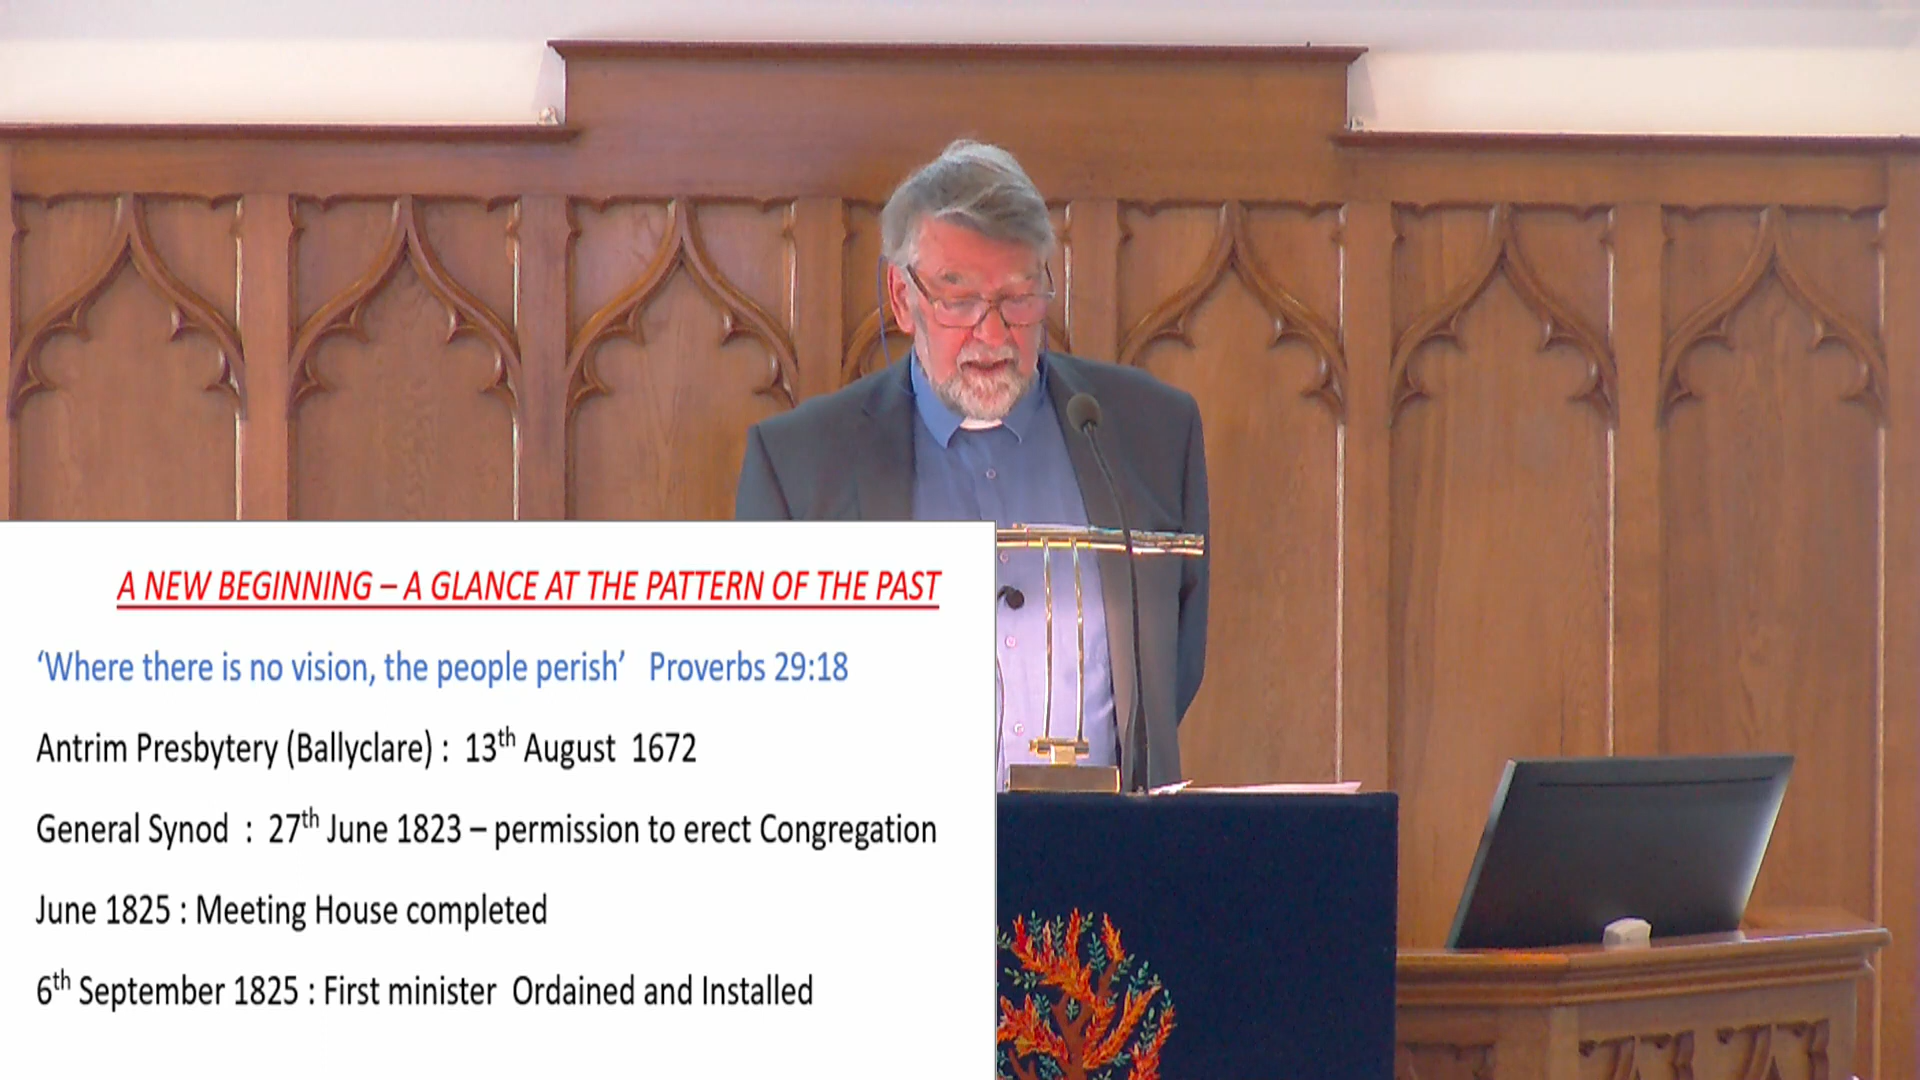 A NEW BEGINNING – A GLANCE AT THE PATTERN OF THE PAST
‘Where there is no vision, the people perish’ Proverbs 29:18
Antrim Presbytery (Ballyclare) : 13th August 1672
General Synod : 27th June 1823 – permission to erect Congregation
June 1825 : Meeting House completed
6th September 1825 : First minister Ordained and Installed